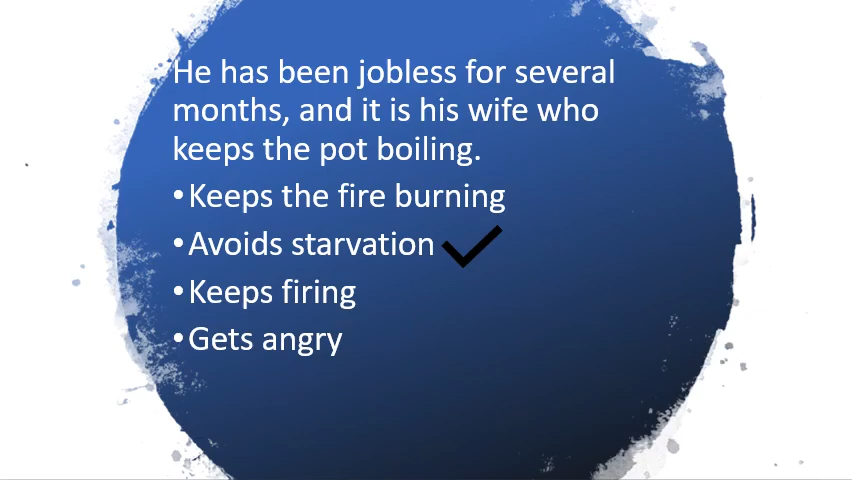 He has been jobless for several
months, and it is his wife who
keeps the pot boiling.
•Keeps the fire burning
•Avoids starvation
•Keeps firing
•Gets angry